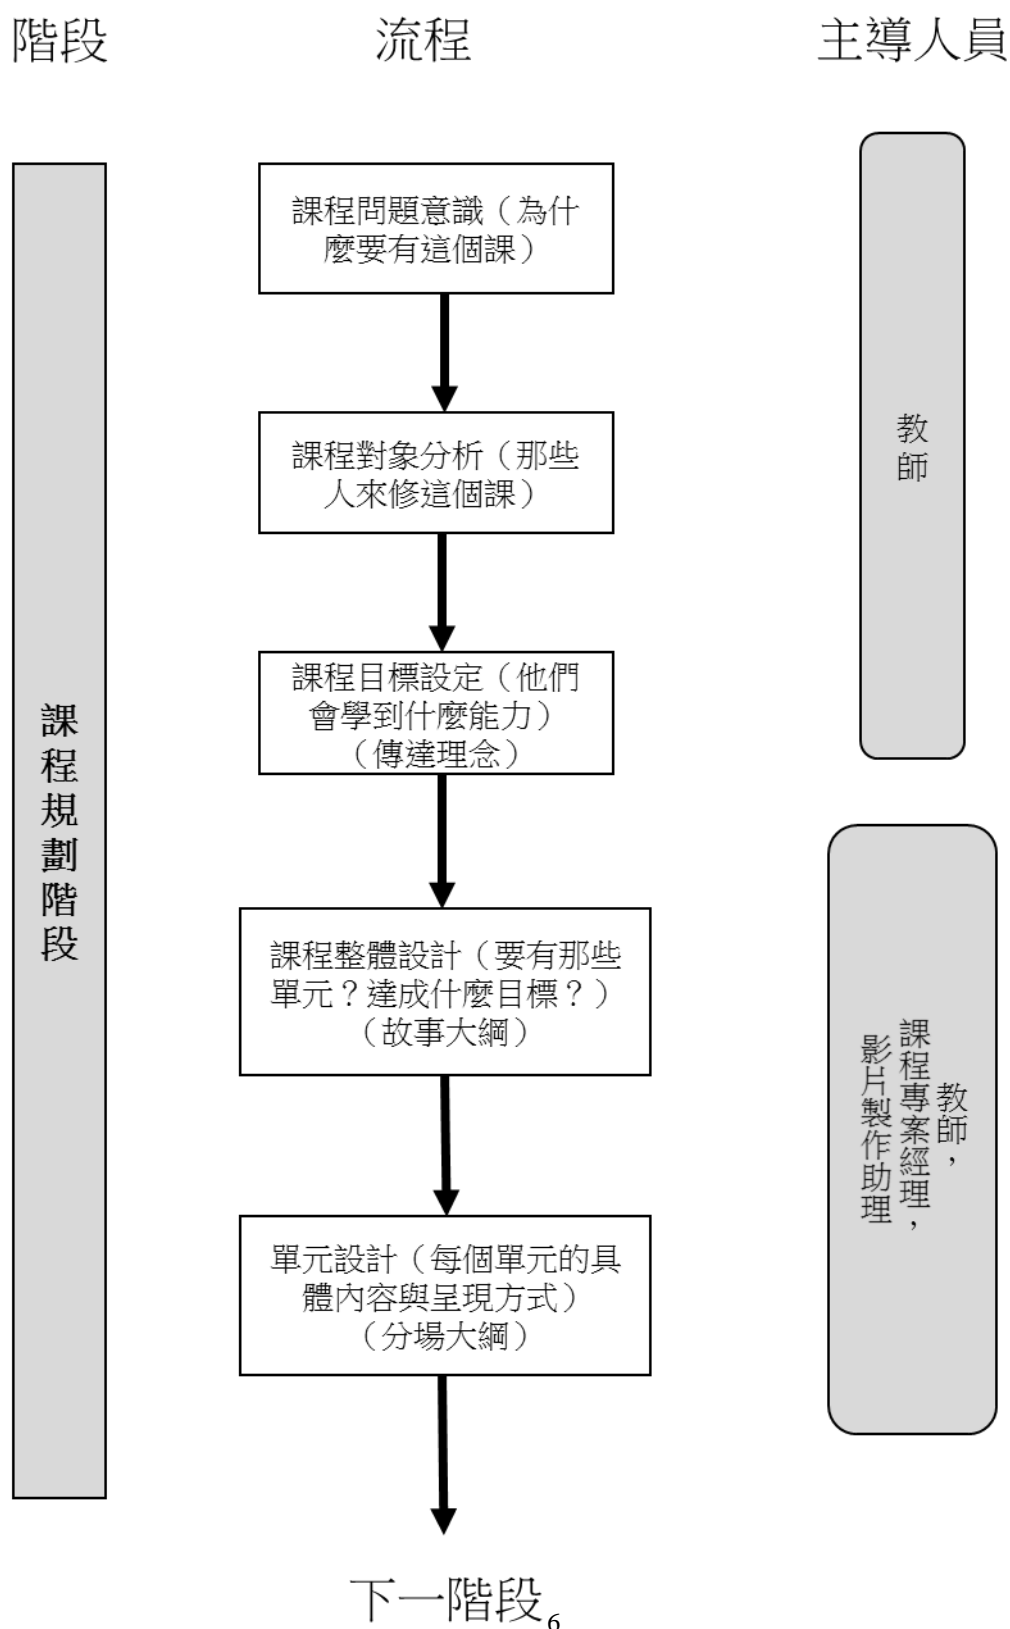 階段
流程
主導人員
課程規劃階段
課程問題意識（為什
麼要有這個課）
課程對象分析（那些
人來修這個課）
課程目標設定（他們
會學到什麼能力）
（傳達理念）
課程整體設計（要有那些
單元？達成什麼目標？）
（故事大綱）
單元設計（每個單元的具
體內容與呈現方式）
（分場大綱）
下一階段
教師
教師，
課程專案經理，
影片製作助理
6